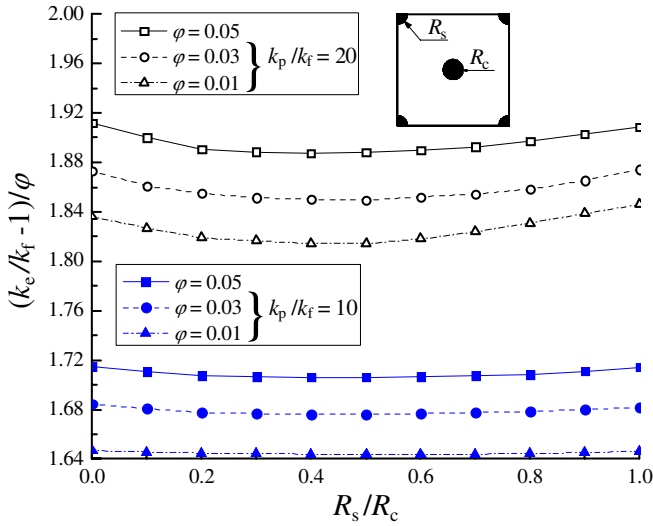 2.00
1.96
1.92
1.88
1.84
1.80
1.76
1.72
1.68
1.64
(kₑ/k_f -1)/φ
φ = 0.05
φ = 0.03
φ = 0.01
k_p/k_f = 20
R_s
R_c
φ = 0.05
φ = 0.03
φ = 0.01
k_p/k_f = 10
0.0 0.2 0.4 0.6 0.8 1.0
R_s/R_c